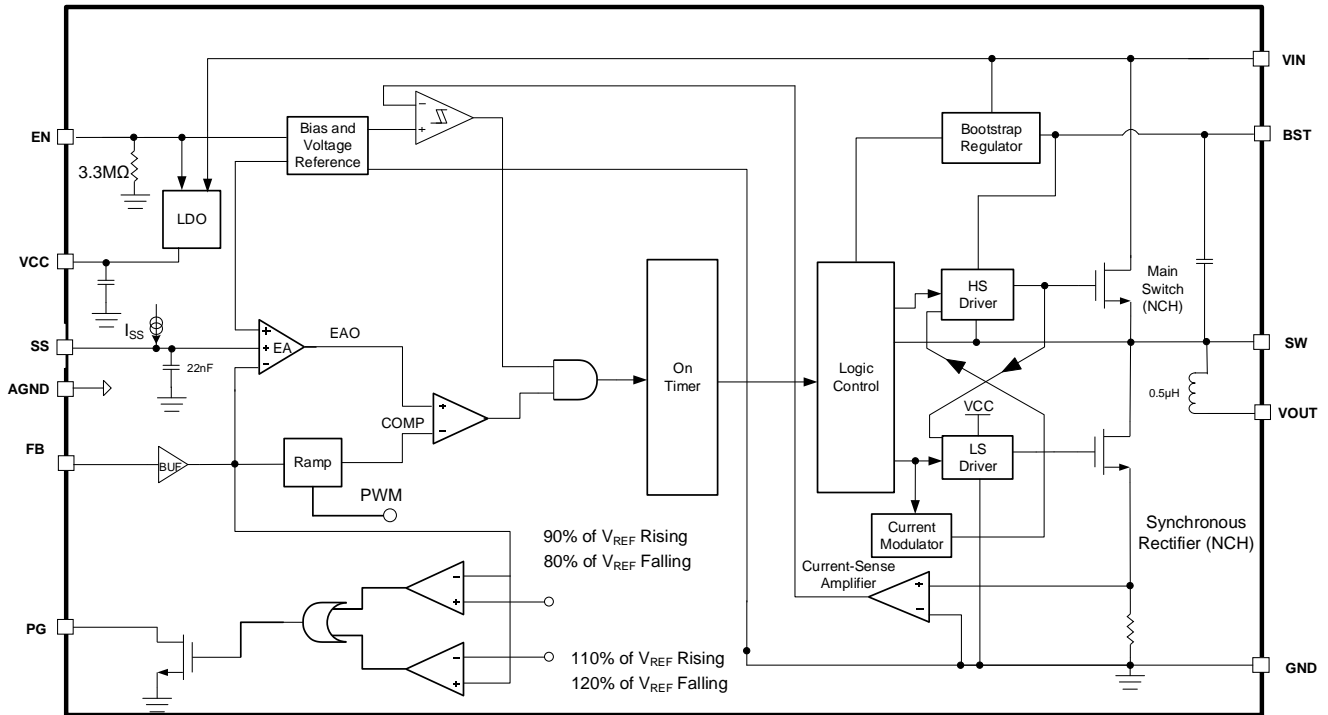 VIN
EN
Bias and
Voltage
Reference
−
+
Bootstrap
Regulator
BST
3.3MΩ
LDO
VCC
HS
Driver
Main
Switch
(NCH)
ISS
SS
22nF
+
+
−
EA
EAO
On
Timer
Logic
Control
SW
AGND
VCC
0.5µH
VOUT
COMP
+
−
FB
BUF
Ramp
LS
Driver
PWM
Current
Modulator
Synchronous
Rectifier (NCH)
90% of VREF Rising
80% of VREF Falling
Current-Sense
Amplifier
+
−
−
+
PG
110% of VREF Rising
120% of VREF Falling
−
+
GND